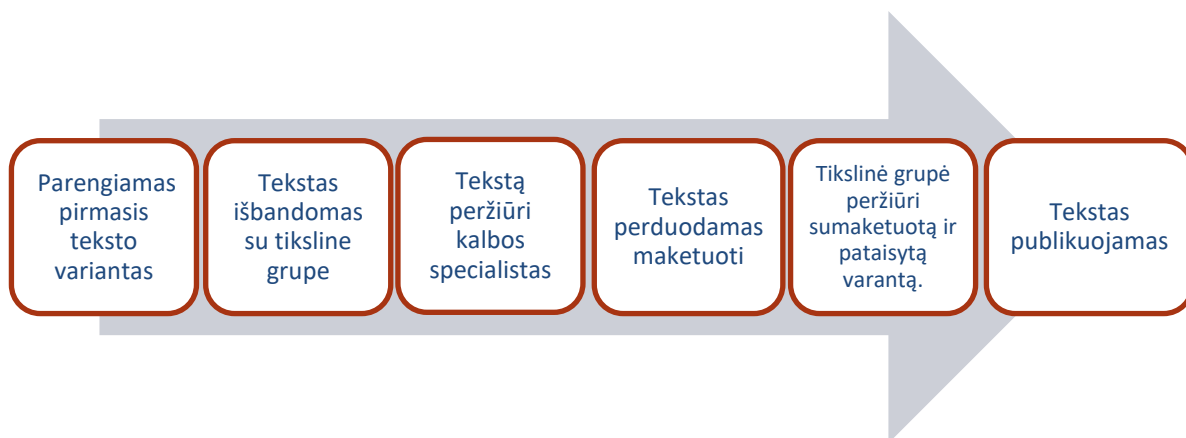 Parengiamas
pirmasis
teksto
variantas
Tekstas
išbandomas
su tiksline
grupe
Tekstą
peržiūri
kalbos
specialistas
Tekstas
perduodamas
maketuoti
Tikslinė grupė
peržiūri
sumaketuotą ir
pataisytą
varantą.
Tekstas
publikuojamas